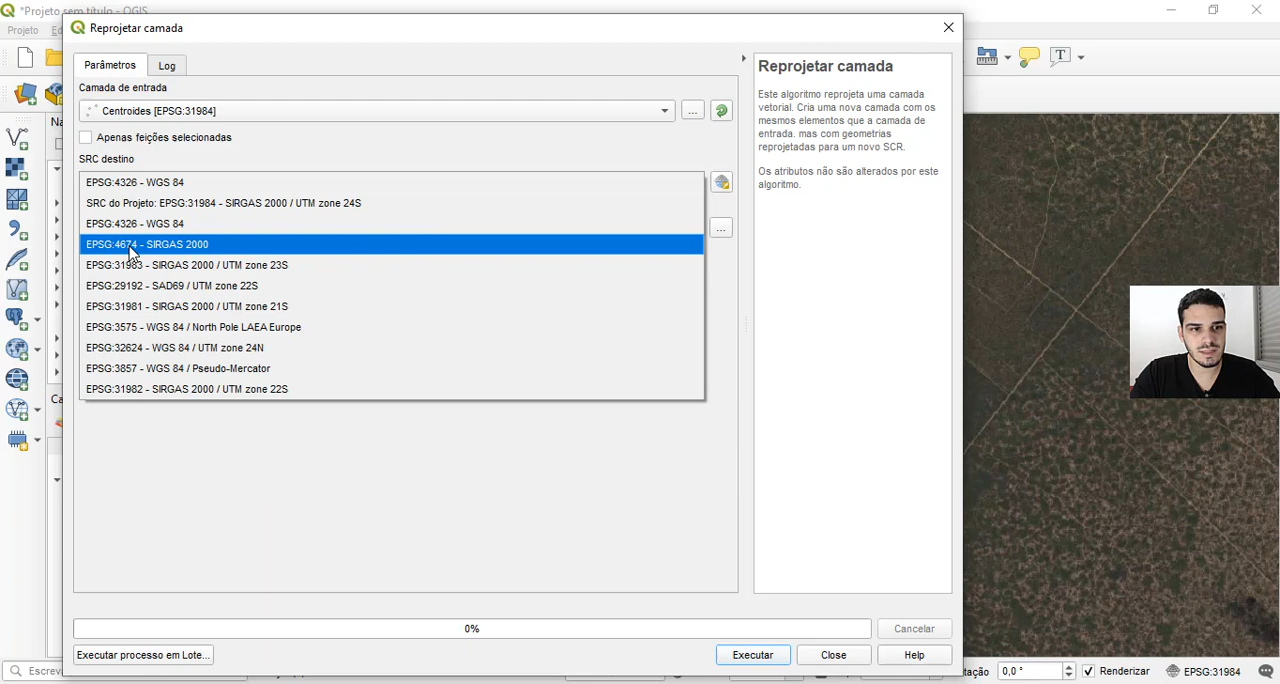 *Projeto sem título - QGIS
Projeto
Reprojetar camada
Parâmetros
Log
Camada de entrada
Centroides [EPSG:31984]
...
Apenas feições selecionadas
SRC destino
EPSG:4326 - WGS 84
SRC do Projeto: EPSG:31984 - SIRGAS 2000 / UTM zone 24S
EPSG:4326 - WGS 84
EPSG:4674 - SIRGAS 2000
EPSG:31983 - SIRGAS 2000 / UTM zone 23S
EPSG:29192 - SAD69 / UTM zone 22S
EPSG:31981 - SIRGAS 2000 / UTM zone 21S
EPSG:3575 - WGS 84 / North Pole LAEA Europe
EPSG:32624 - WGS 84 / UTM zone 24N
EPSG:3857 - WGS 84 / Pseudo-Mercator
EPSG:31982 - SIRGAS 2000 / UTM zone 22S
...
Reprojetar camada
Este algoritmo reprojeta uma camada
vetorial. Cria uma nova camada com os
mesmos elementos que a camada de
entrada. mas com geometrias
reprojetadas para um novo SCR.
Os atributos não são alterados por este
algoritmo.
0%
Cancelar
Executar processo em Lote...
Executar
Close
Help
T
Na
Ca
Escrev
tação
0,0 °
Renderizar
EPSG:31984